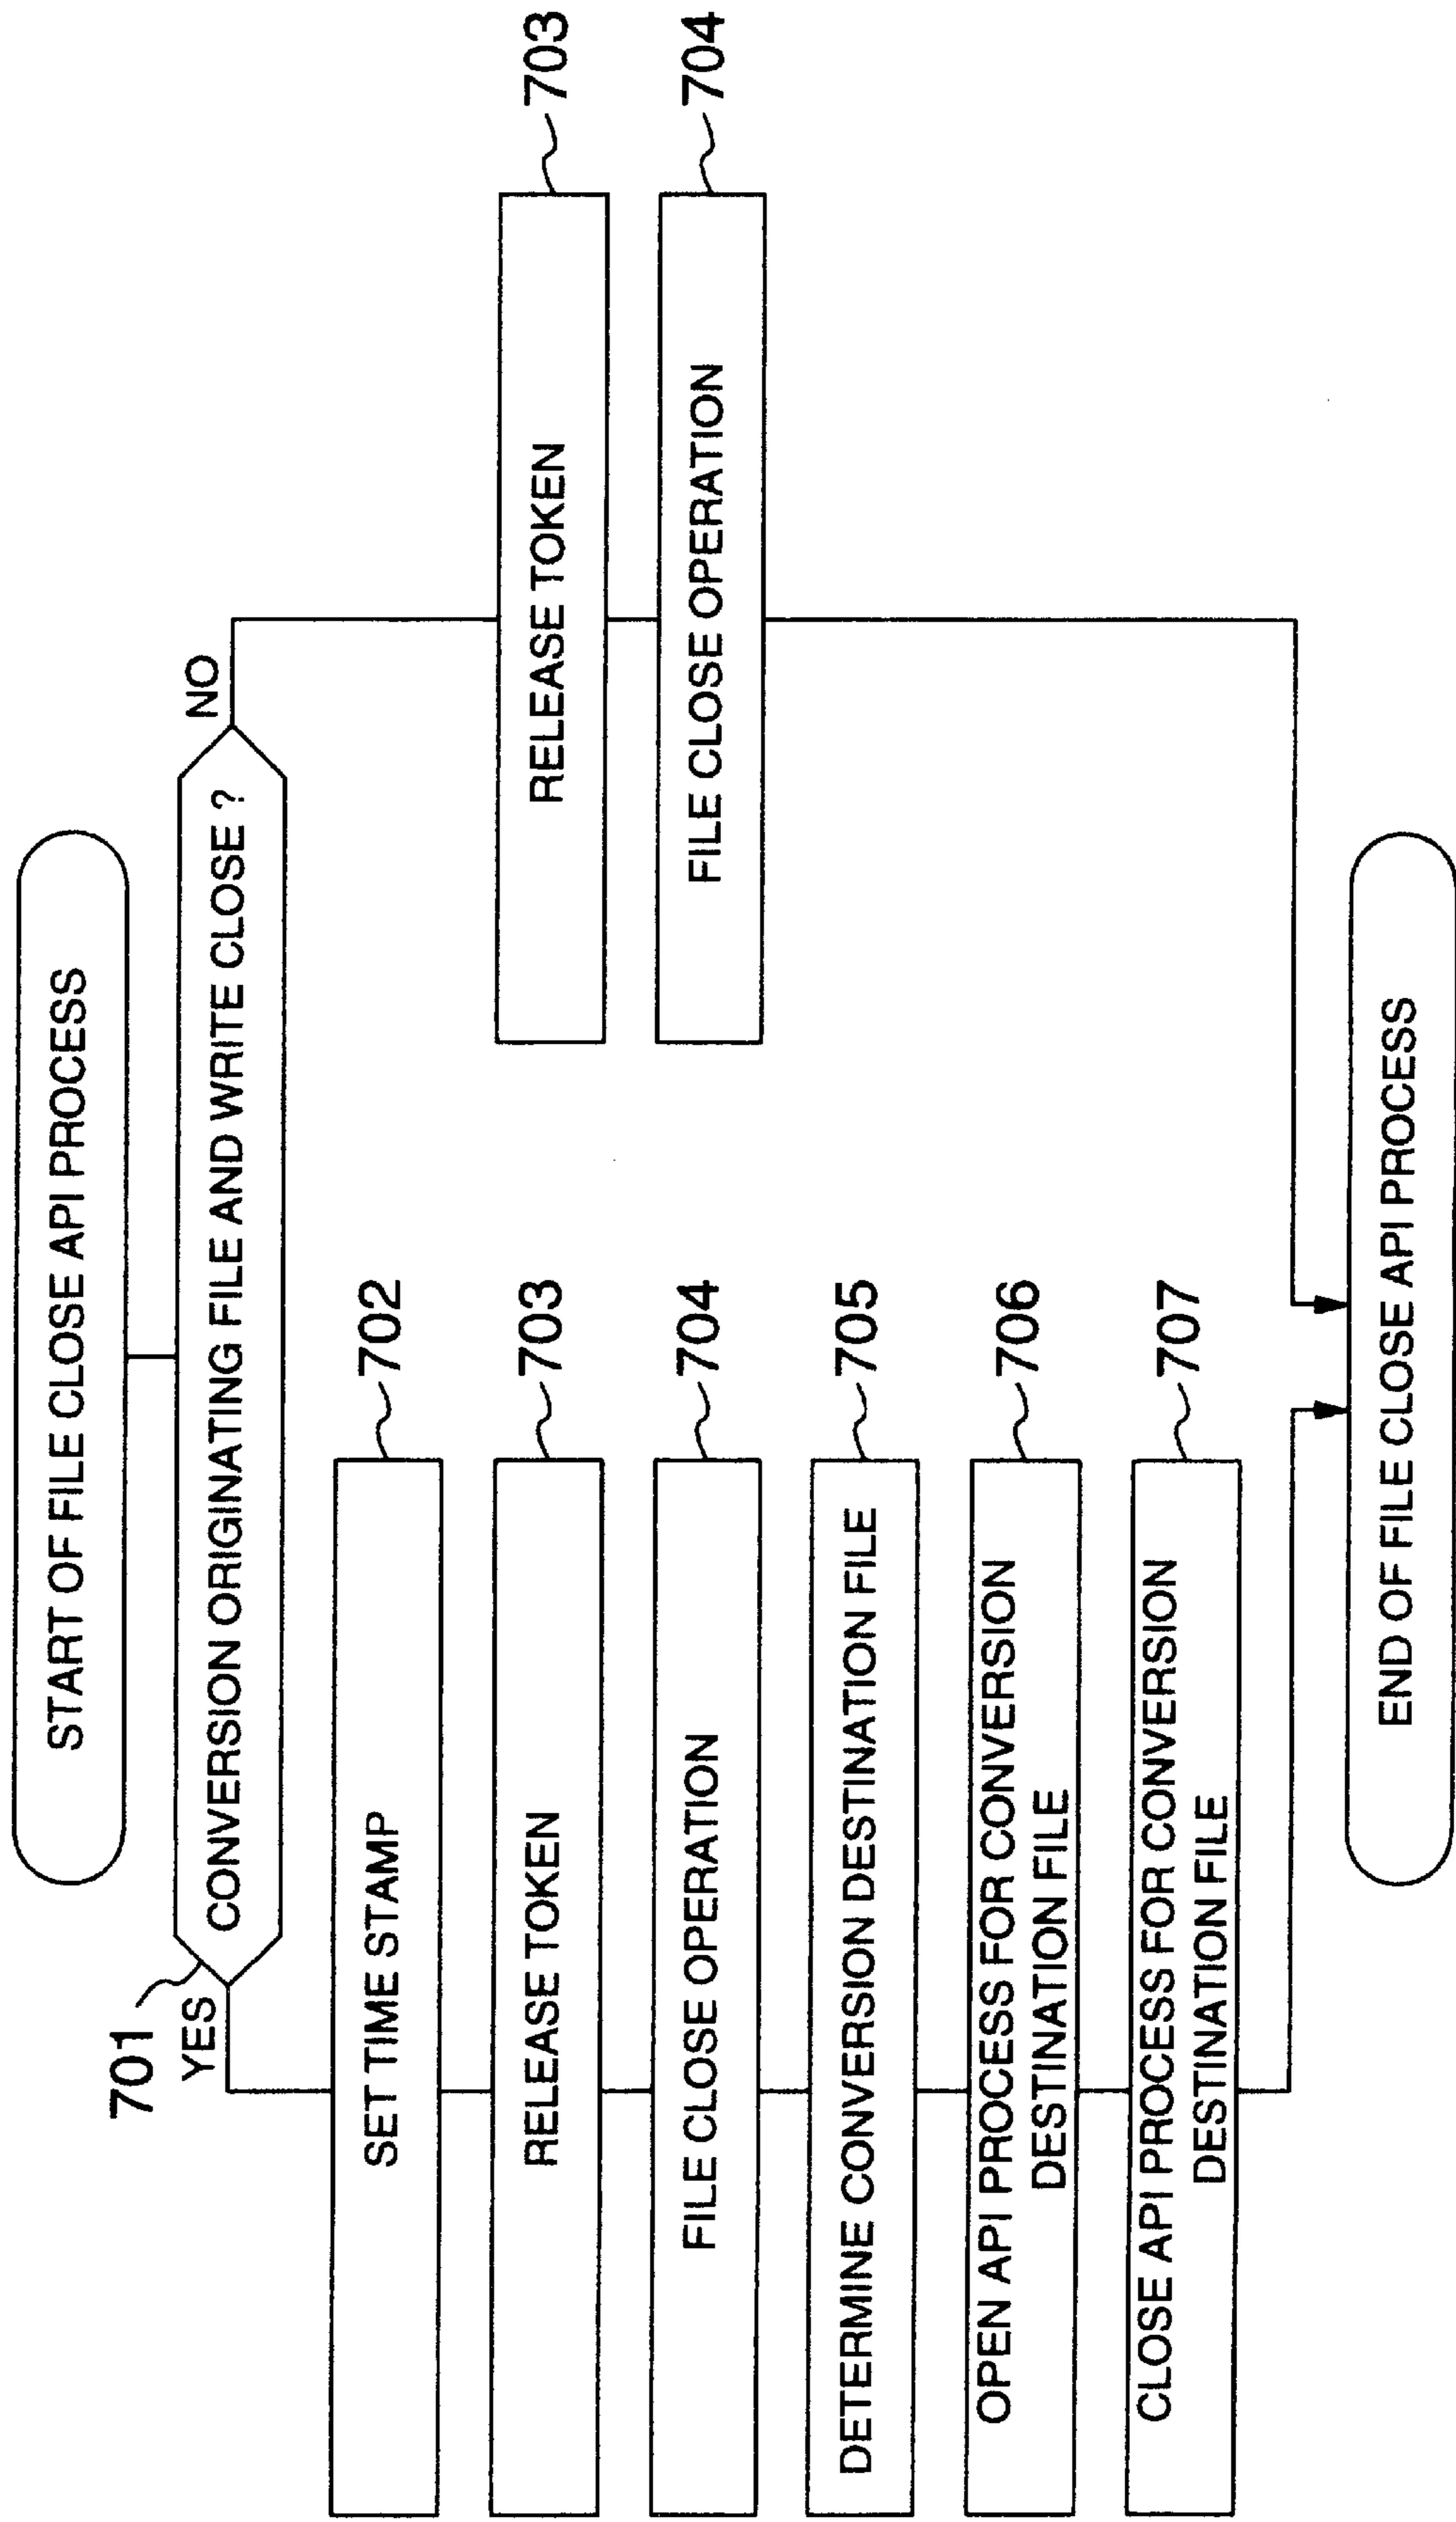 START OF FILE CLOSE API PROCESS
701
YES
CONVERSION ORIGINATING FILE AND WRITE CLOSE ?
NO
SET TIME STAMP
702
RELEASE TOKEN
703
FILE CLOSE OPERATION
704
DETERMINE CONVERSION DESTINATION FILE
705
OPEN API PROCESS FOR CONVERSION
DESTINATION FILE
706
CLOSE API PROCESS FOR CONVERSION
DESTINATION FILE
707
RELEASE TOKEN
703
FILE CLOSE OPERATION
704
END OF FILE CLOSE API PROCESS